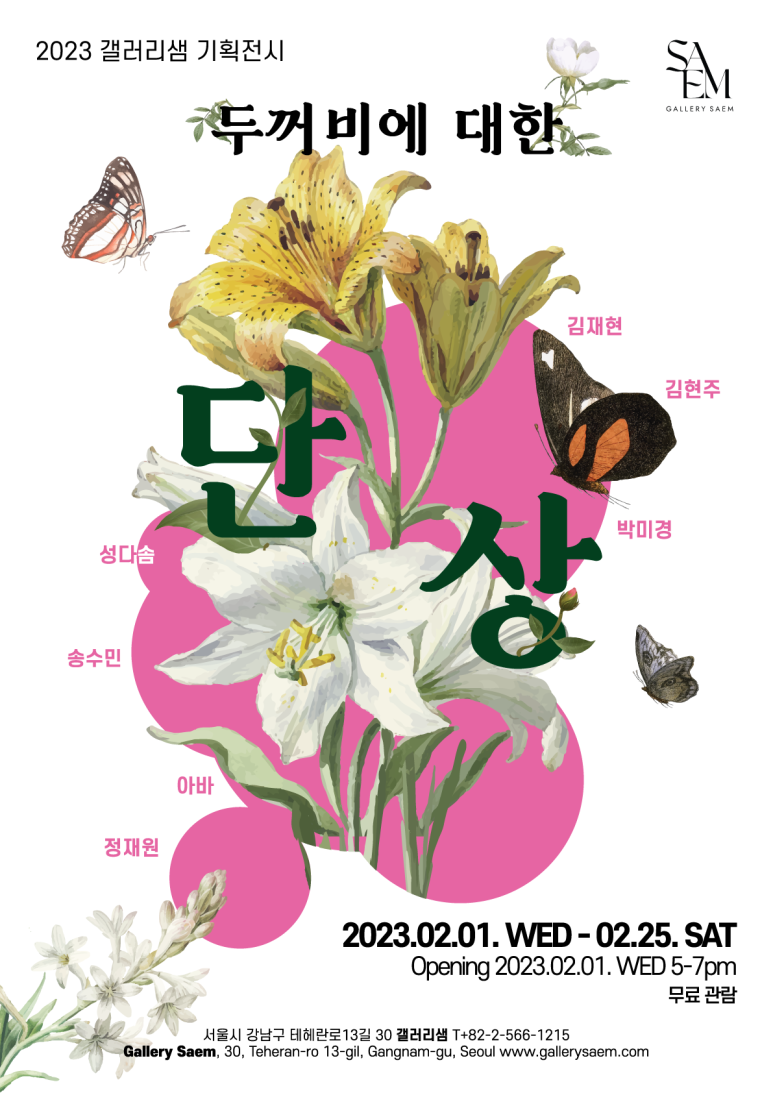 2023 갤러리샘 기획전시
SAEM
GALLERY SAEM
두꺼비에 대한
단상
김재현
김현주
박미경
성다솜
송수민
아바
정재원
2023.02.01. WED - 02.25. SAT
Opening 2023.02.01. WED 5-7pm
무료 관람
서울시 강남구 테헤란로13길 30 갤러리샘 T+82-2-566-1215
Gallery Saem, 30, Teheran-ro 13-gil, Gangnam-gu, Seoul www.gallerysaem.com